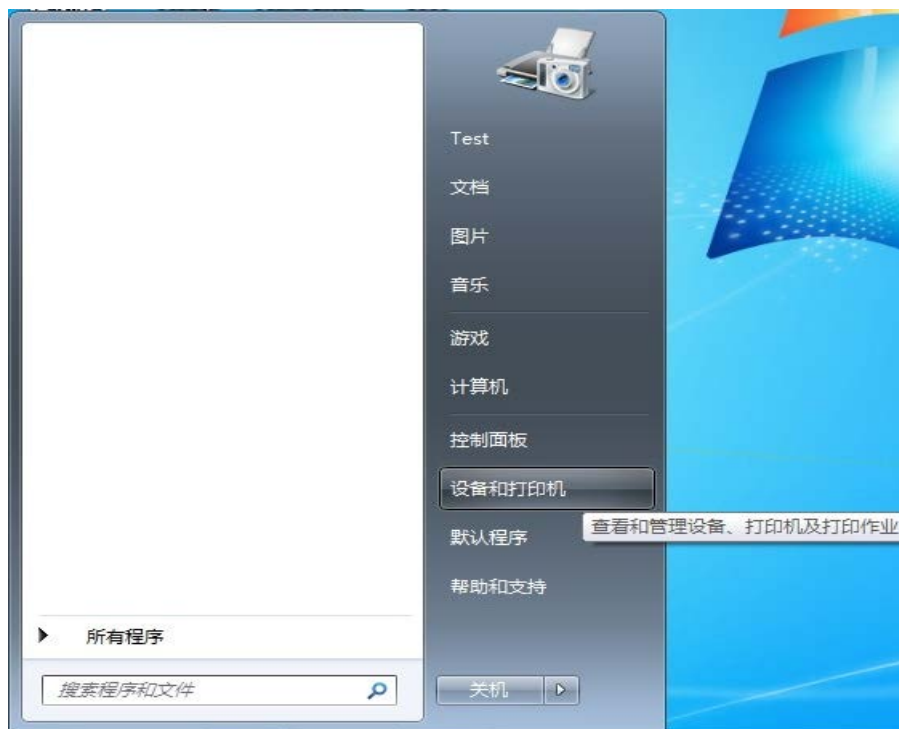 Test
文档
图片
音乐
游戏
计算机
控制面板
设备和打印机
查看和管理设备、打印机及打印作业
默认程序
帮助和支持
所有程序
搜索程序和文件
关机